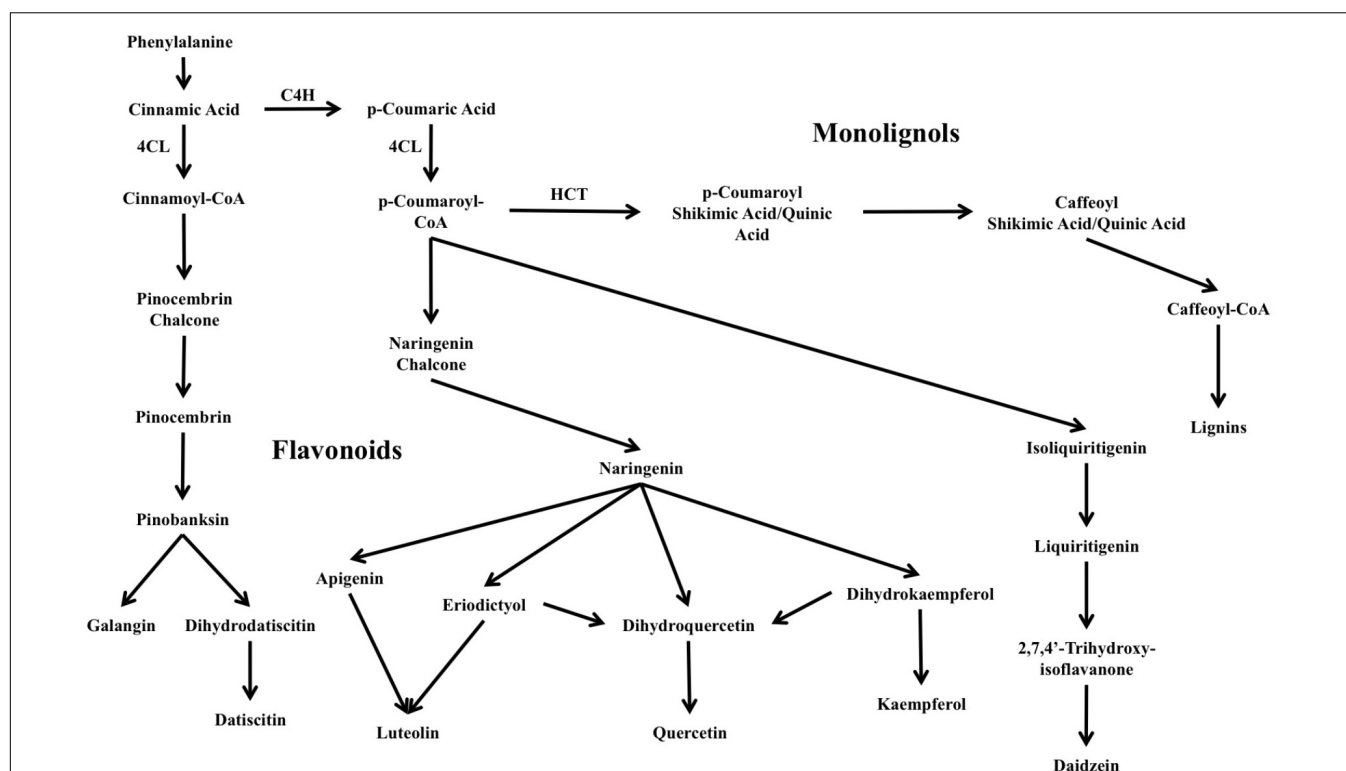 Phenylalanine
C4H
Cinnamic Acid
p-Coumaric Acid
Monolignols
4CL
4CL
Cinnamoyl-CoA
p-Coumaroyl-
CoA
HCT
p-Coumaroyl
Shikimic Acid/Quinic
Acid
Caffeoyl
Shikimic Acid/Quinic Acid
Pinocembrin
Chalcone
Naringenin
Chalcone
Caffeoyl-CoA
Pinocembrin
Lignins
Flavonoids
Isoliquiritigenin
Naringenin
Pinobanksin
Liquiritigenin
Apigenin
Eriodictyol
Dihydrokaempferol
Galangin
Dihydrodatiscitin
Dihydroquercetin
2,7,4’-Trihydroxy-
isoflavanone
Kaempferol
Datiscitin
Luteolin
Quercetin
Daidzein